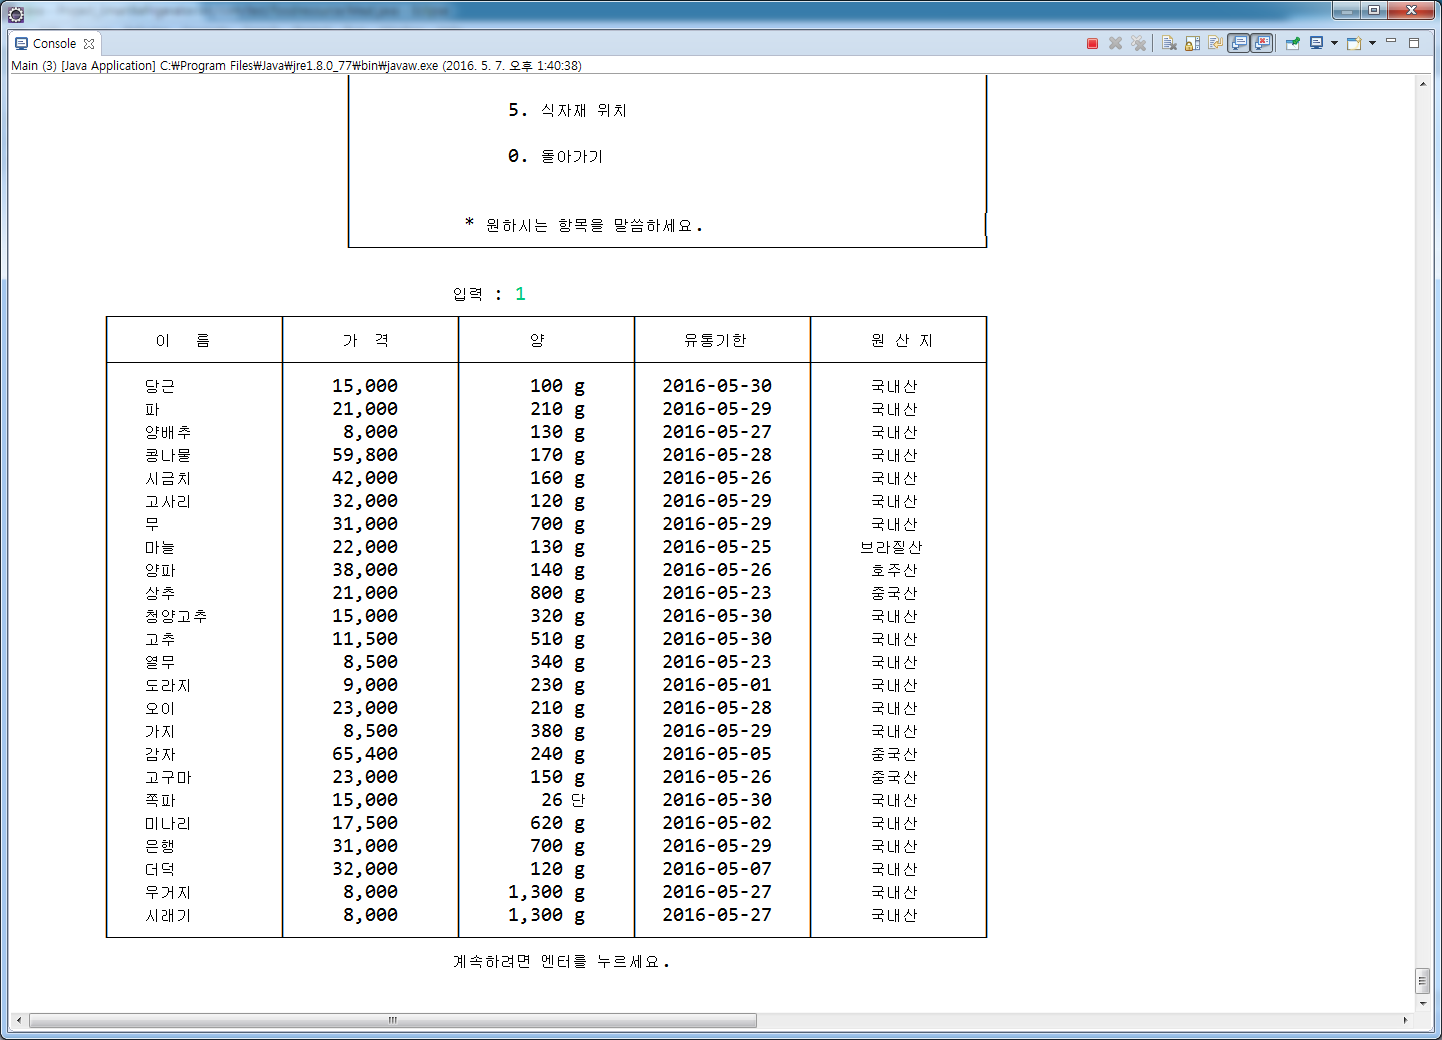 Console
Main (3) [Java Application] C:₩Program Files₩Java₩jre1.8.0_77₩bin₩javaw.exe (2016. 5. 7. 오후 1:40:38)
5. 식자재 위치
0. 돌아가기
* 원하시는 항목을 말씀하세요.
입력 : 1
이 름 가 격 양 유통기한 원 산 지
당근 15,000 100 g 2016-05-30 국내산
파 21,000 210 g 2016-05-29 국내산
양배추 8,000 130 g 2016-05-27 국내산
콩나물 59,800 170 g 2016-05-28 국내산
시금치 42,000 160 g 2016-05-26 국내산
고사리 32,000 120 g 2016-05-29 국내산
무 31,000 700 g 2016-05-29 국내산
마늘 22,000 130 g 2016-05-25 브라질산
양파 38,000 140 g 2016-05-26 호주산
상추 21,000 800 g 2016-05-23 중국산
청양고추 15,000 320 g 2016-05-30 국내산
고추 11,500 510 g 2016-05-30 국내산
열무 8,500 340 g 2016-05-23 국내산
도라지 9,000 230 g 2016-05-01 국내산
오이 23,000 210 g 2016-05-28 국내산
가지 8,500 380 g 2016-05-29 국내산
감자 65,400 240 g 2016-05-05 중국산
고구마 23,000 150 g 2016-05-26 중국산
쪽파 15,000 26 단 2016-05-30 국내산
미나리 17,500 620 g 2016-05-02 국내산
은행 31,000 700 g 2016-05-29 국내산
더덕 32,000 120 g 2016-05-07 국내산
우거지 8,000 1,300 g 2016-05-27 국내산
시래기 8,000 1,300 g 2016-05-27 국내산
계속하려면 엔터를 누르세요.